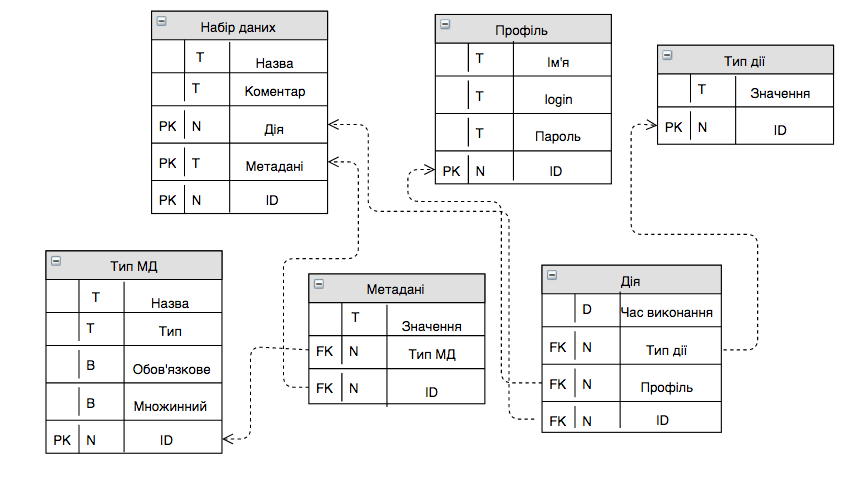 Набір даних
T Назва
T Коментар
PK N Дія
PK T Метадані
PK N ID
Профіль
T Ім'я
T login
T Пароль
PK N ID
Тип дії
T Значення
PK N ID
Тип МД
T Назва
T Тип
B Обов'язкове
B Множинний
PK N ID
Метадані
T Значення
FK N Тип МД
FK N ID
Дія
D Час виконання
FK N Тип дії
FK N Профіль
FK N ID